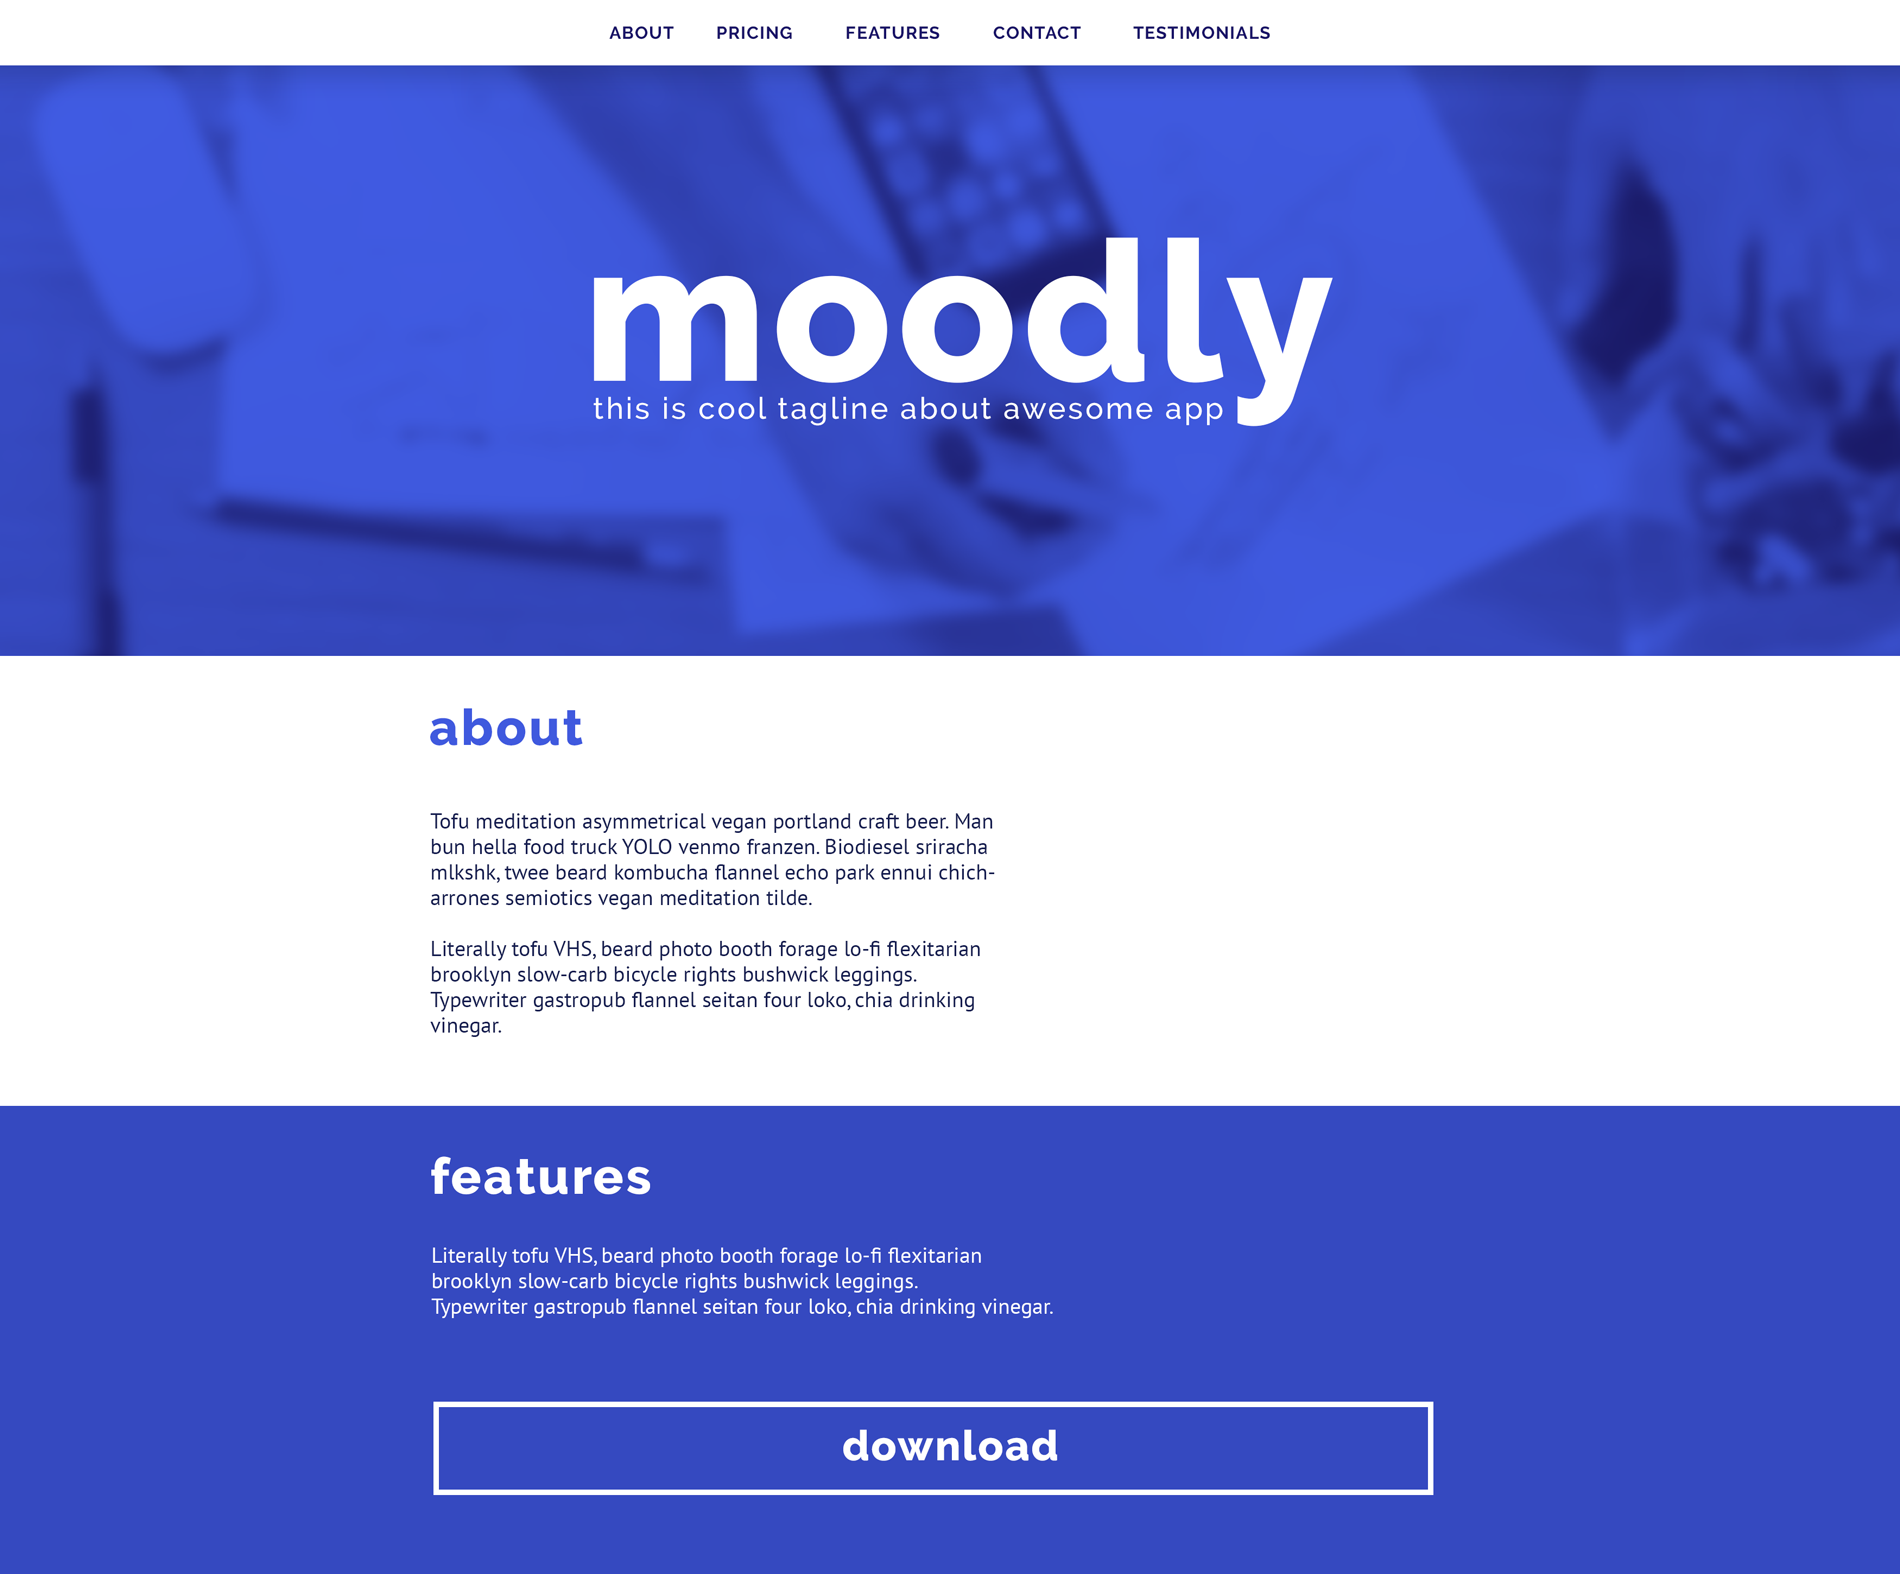 ABOUT PRICING FEATURES CONTACT TESTIMONIALS
moodly
this is cool tagline about awesome app
about
Tofu meditation asymmetrical vegan portland craft beer. Man
bun hella food truck YOLO venmo franzen. Biodiesel sriracha
mlkshk, twee beard kombucha flannel echo park ennui chich-
arrones semiotics vegan meditation tilde.
Literally tofu VHS, beard photo booth forage lo-fi flexitarian
brooklyn slow-carb bicycle rights bushwick leggings.
Typewriter gastropub flannel seitan four loko, chia drinking
vinegar.
features
Literally tofu VHS, beard photo booth forage lo-fi flexitarian
brooklyn slow-carb bicycle rights bushwick leggings.
Typewriter gastropub flannel seitan four loko, chia drinking vinegar.
download